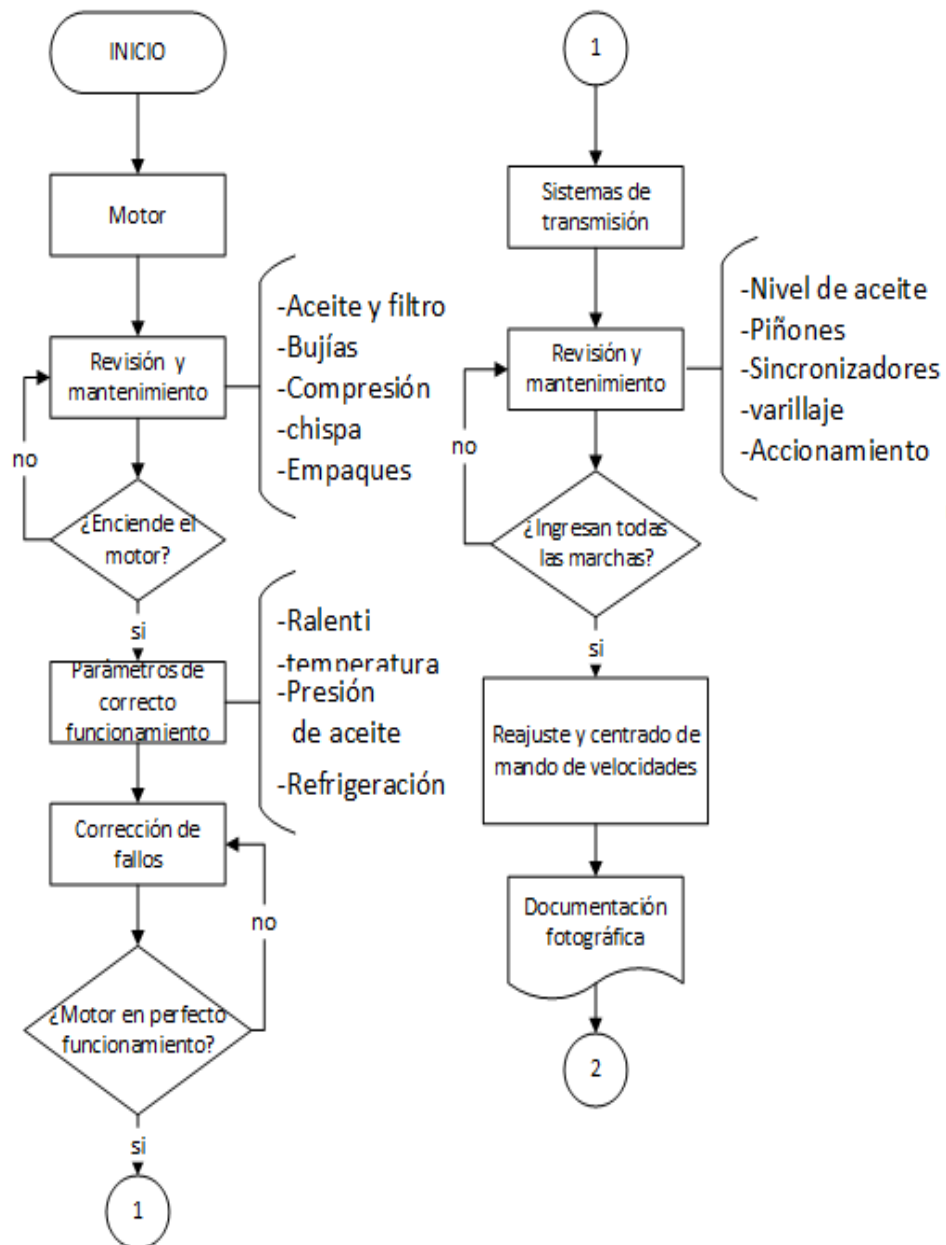 INICIO
Motor
Revisión y
mantenimiento
-Aceite y filtro
-Bujías
-Compresión
-chispa
-Empaques
no
¿Enciende el
motor?
si
Parámetros de
correcto
funcionamiento
-Ralenti
-temperatura
-Presión
de aceite
-Refrigeración
Corrección de
fallos
no
¿Motor en perfecto
funcionamiento?
si
1
1
Sistemas de
transmisión
Revisión y
mantenimiento
-Nivel de aceite
-Piñones
-Sincronizadores
-varillaje
-Accionamiento
no
¿Ingresan todas
las marchas?
si
Reajuste y centrado de
mando de velocidades
Documentación
fotográfica
2